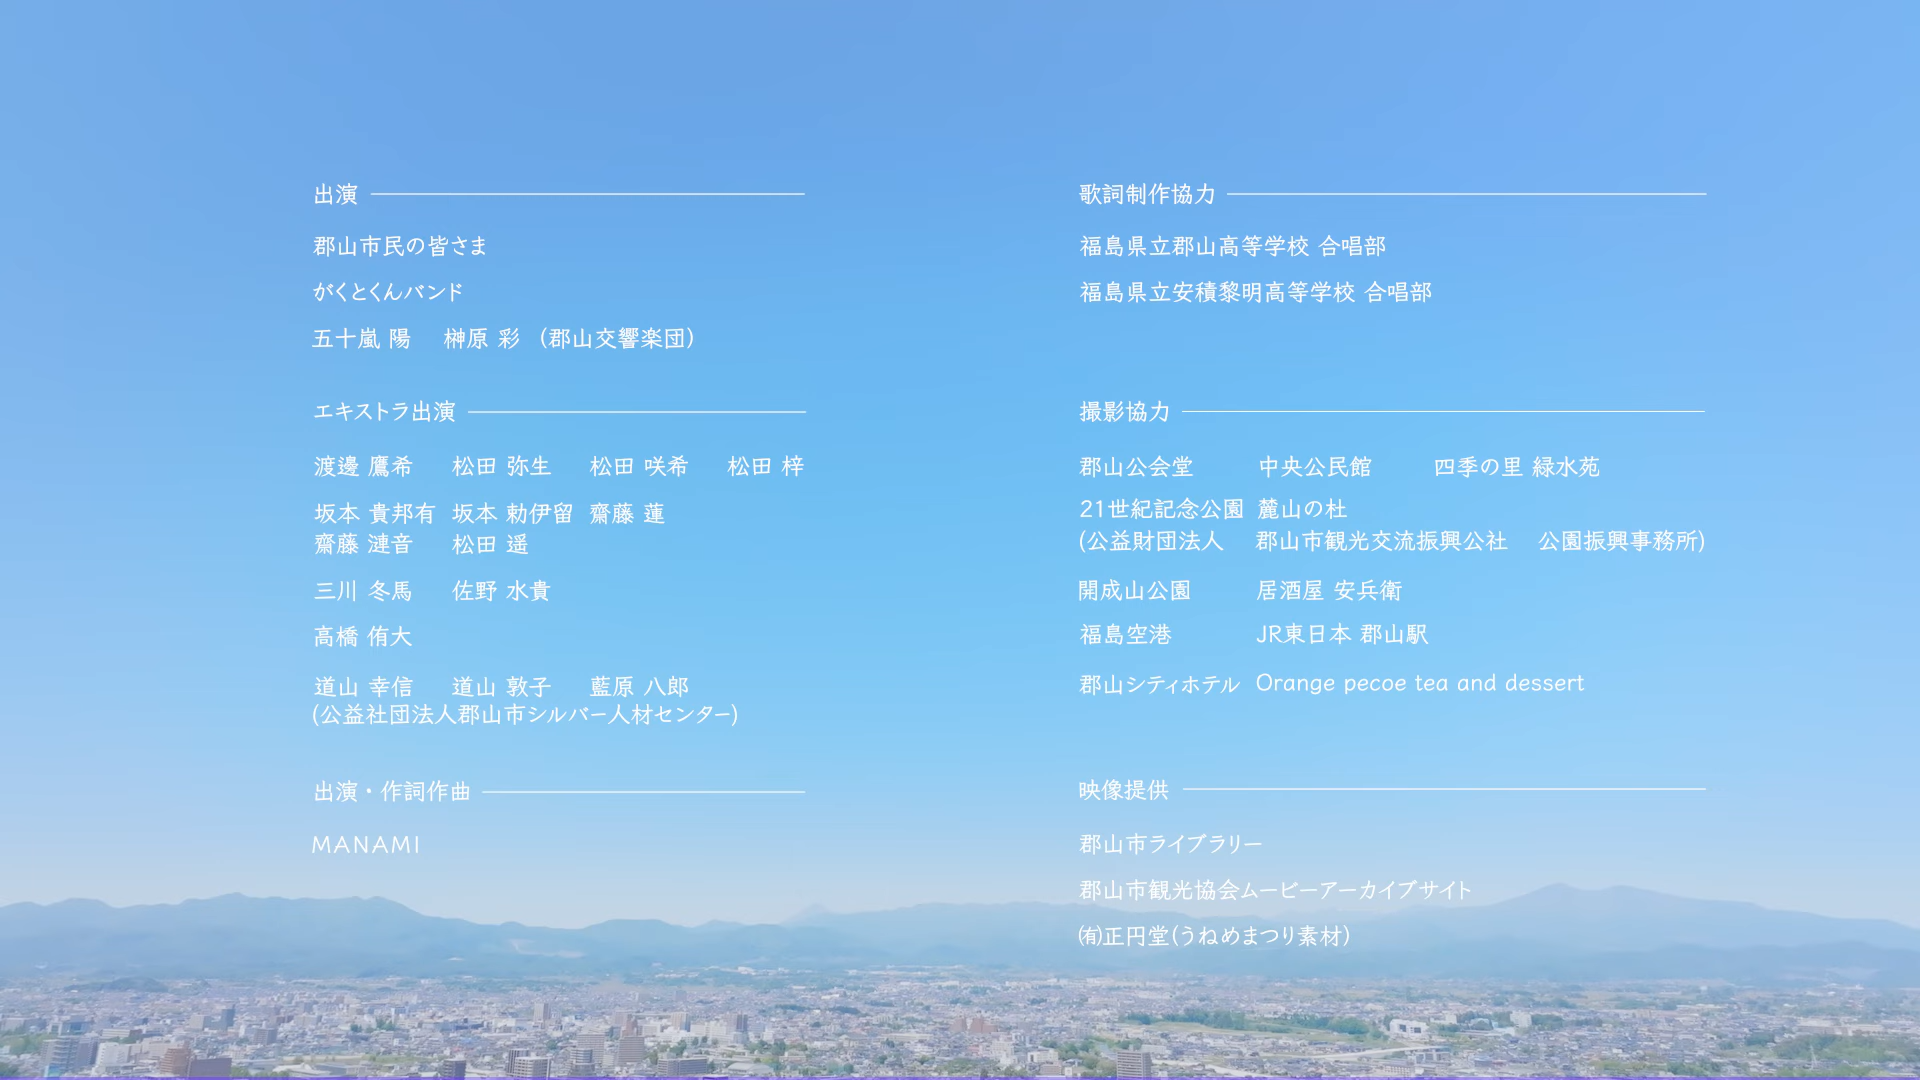 出演
郡山市民の皆さま
がくとくんバンド
五十嵐 陽 榊原 彩 (郡山交響楽団)
エキストラ出演
渡邊 鷹希 松田 弥生 松田 咲希 松田 梓
坂本 貴邦有 坂本 勅伊留 齋藤 蓮
齋藤 漣音 松田 遥
三川 冬馬 佐野 水貴
高橋 侑大
道山 幸信 道山 敦子 藍原 八郎
(公益社団法人郡山市シルバー人材センター)
出演・作詞作曲
MANAMI
歌詞制作協力
福島県立郡山高等学校 合唱部
福島県立安積黎明高等学校 合唱部
撮影協力
郡山公会堂 中央公民館 四季の里 緑水苑
21世紀記念公園 麓山の杜
(公益財団法人 郡山市観光交流振興公社 公園振興事務所)
開成山公園 居酒屋 安兵衛
福島空港 JR東日本 郡山駅
郡山シティホテル Orange pecoe tea and dessert
映像提供
郡山市ライブラリー
郡山市観光協会ムービーアーカイブサイト
㈲正円堂(うねめまつり素材)